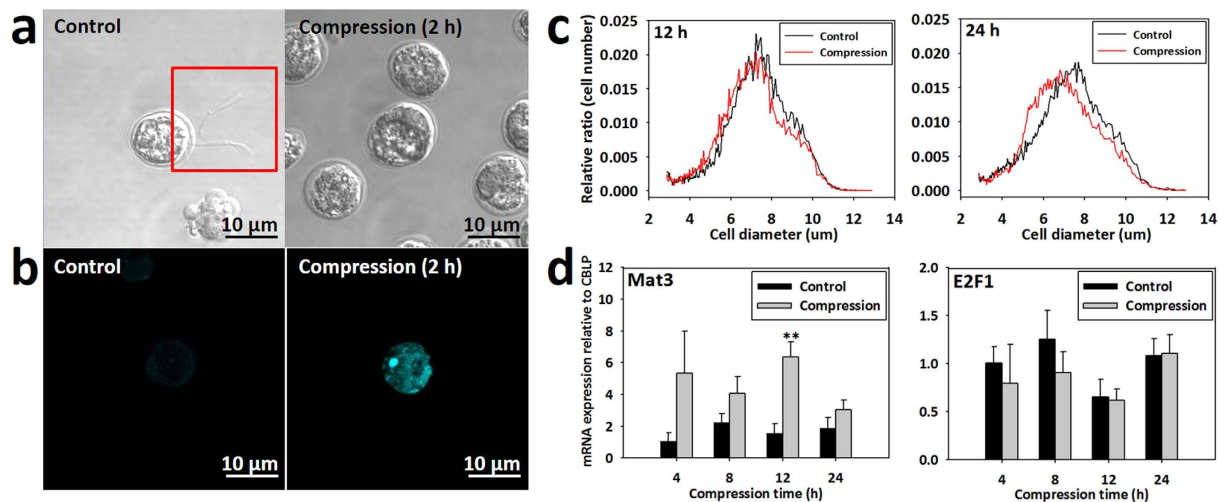 a
Control
Compression (2 h)
10 µm
10 µm
b
Control
Compression (2 h)
10 µm
10 µm
c
12 h
Control
Compression
Relative ratio (cell number)
0.025
0.020
0.015
0.010
0.005
0.000
2 4 6 8 10 12 14
Cell diameter (um)
24 h
Control
Compression
0.025
0.020
0.015
0.010
0.005
0.000
2 4 6 8 10 12 14
Cell diameter (um)
d
Mat3
Control
Compression
mRNA expression relative to CBLP
12
10
8
6
4
2
0
**
4 8 12 24
Compression time (h)
E2F1
Control
Compression
2.0
1.5
1.0
0.5
0.0
4 8 12 24
Compression time (h)